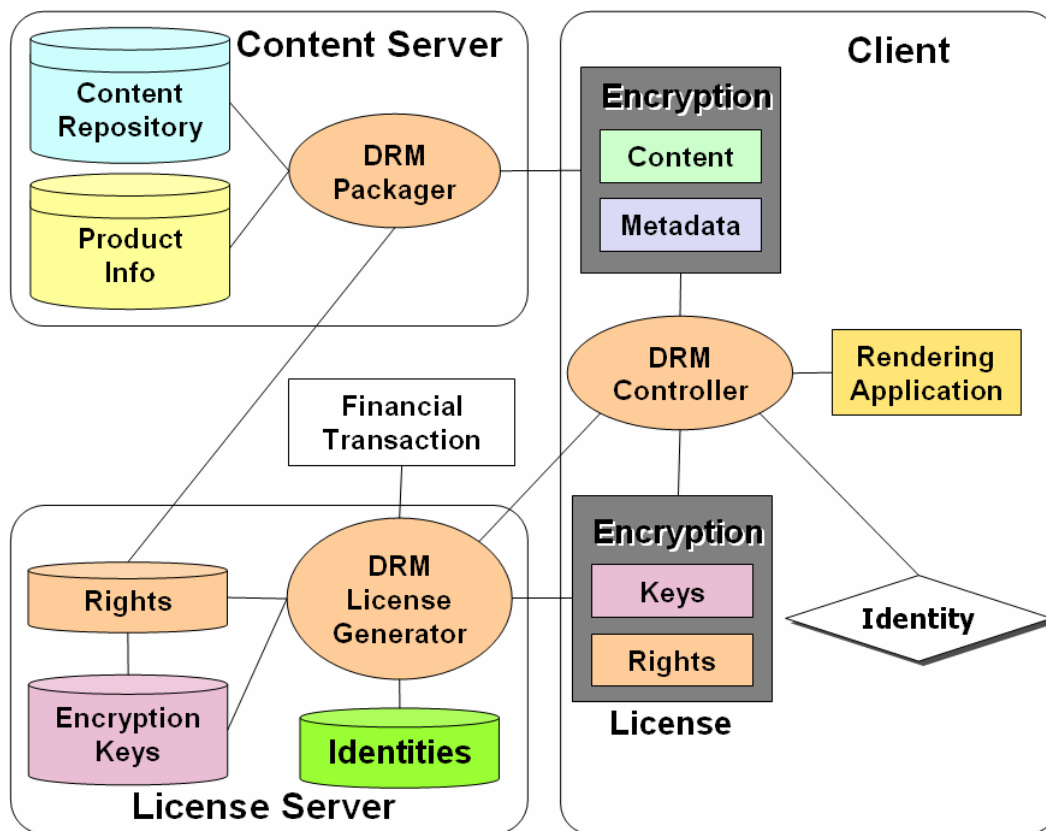 Content Server
Content
Repository
Product
Info
DRM
Packager
Client
Encryption
Content
Metadata
DRM
Controller
Rendering
Application
Financial
Transaction
DRM
License
Generator
Rights
Encryption
Keys
Identities
License Server
Encryption
Keys
Rights
License
Identity